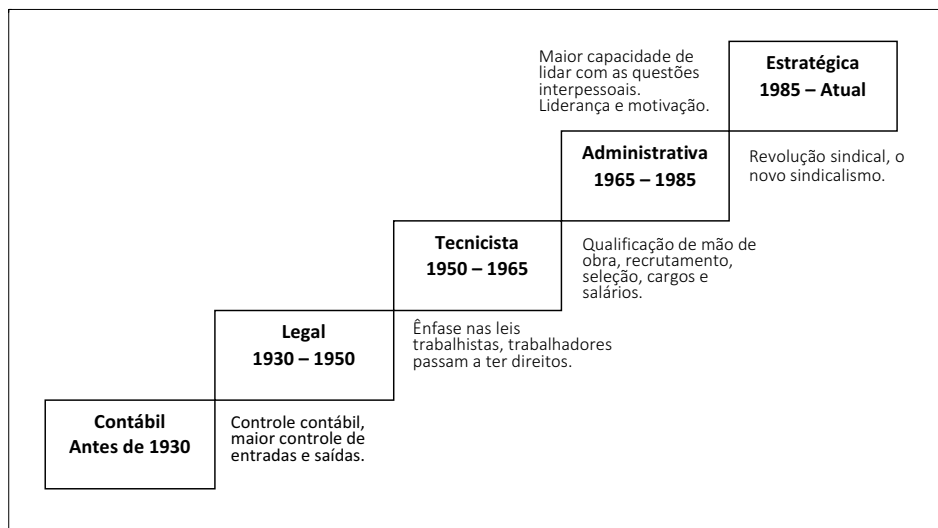 Maior capacidade de
lidar com as questões
interpessoais.
Liderança e motivação.
Estratégica
1985 – Atual
Administrativa
1965 – 1985
Revolução sindical, o
novo sindicalismo.
Tecnicista
1950 – 1965
Qualificação de mão de
obra, recrutamento,
seleção, cargos e
salários.
Legal
1930 – 1950
Ênfase nas leis
trabalhistas, trabalhadores
passam a ter direitos.
Contábil
Antes de 1930
Controle contábil,
maior controle de
entradas e saídas.